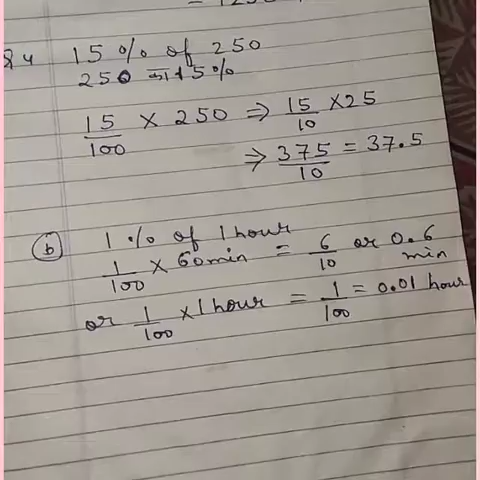 = 1250
Q4 15% of 250
250 का 15%
15/100 × 250 ⇒ 15/10 × 25
⇒ 375/10 = 37.5
(b) 1% of 1 hour
1/100 × 60 min = 6/10 or 0.6 min
or 1/100 × 1 hour = 1/100 = 0.01 hour